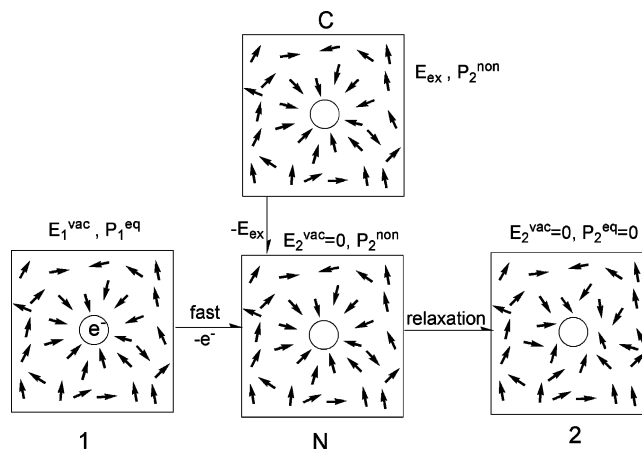 C
E_ex , P_2^non
-E_ex
E_1^vac , P_1^eq
E_2^vac=0, P_2^non
E_2^vac=0, P_2^eq=0
e^-
fast
-e^-
relaxation
1
N
2